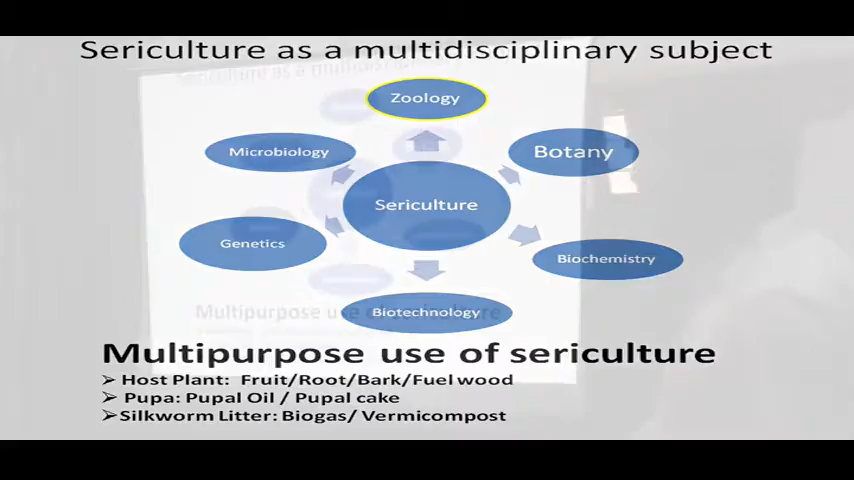 Sericulture as a multidisciplinary subject
Zoology
Microbiology
Botany
Sericulture
Genetics
Biochemistry
Biotechnology
Multipurpose use of sericulture
➢ Host Plant: Fruit/Root/Bark/Fuel wood
➢ Pupa: Pupal Oil / Pupal cake
➢ Silkworm Litter: Biogas/ Vermicompost